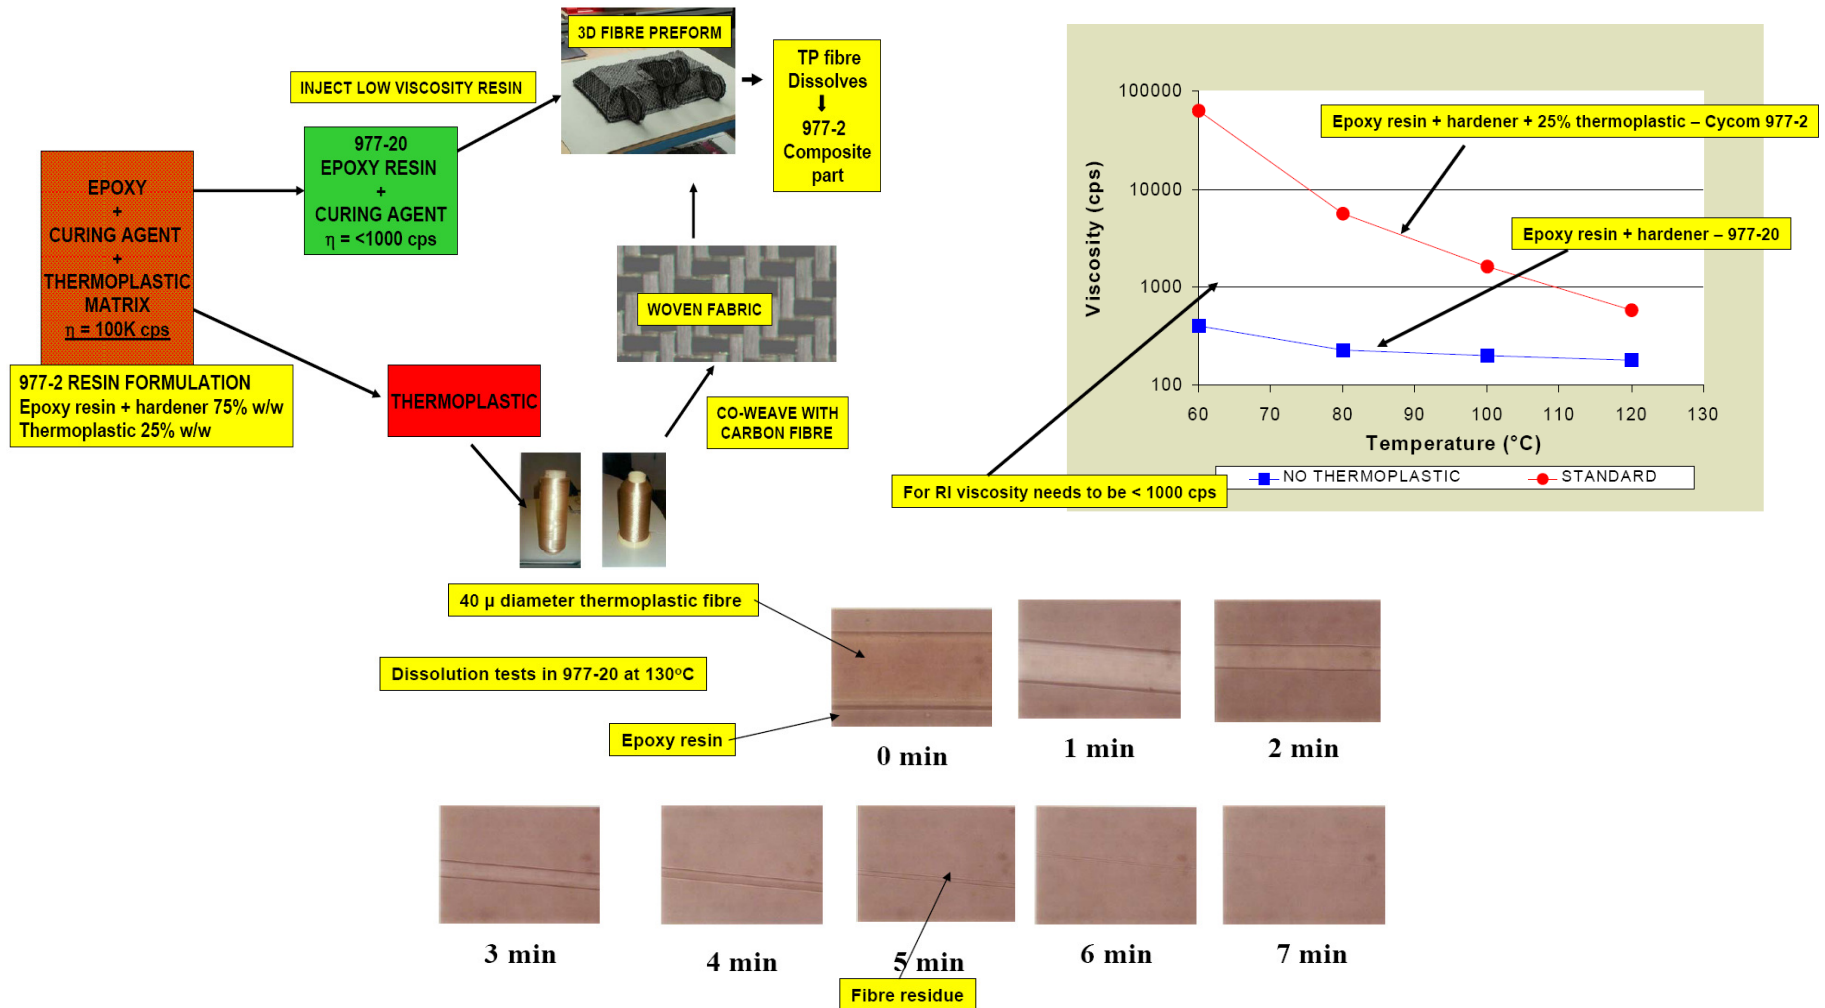 3D FIBRE PREFORM
INJECT LOW VISCOSITY RESIN
TP fibre
Dissolves
977-2
Composite
part
977-20
EPOXY RESIN
+
CURING AGENT
η = <1000 cps
EPOXY
+
CURING AGENT
+
THERMOPLASTIC
MATRIX
η = 100K cps
WOVEN FABRIC
977-2 RESIN FORMULATION
Epoxy resin + hardener 75% w/w
Thermoplastic 25% w/w
THERMOPLASTIC
CO-WEAVE WITH
CARBON FIBRE
Viscosity (cps)
100000
10000
1000
100
Epoxy resin + hardener + 25% thermoplastic – Cycom 977-2
Epoxy resin + hardener – 977-20
60 70 80 90 100 110 120 130
Temperature (°C)
NO THERMOPLASTIC STANDARD
For RI viscosity needs to be < 1000 cps
40 µ diameter thermoplastic fibre
Dissolution tests in 977-20 at 130°C
Epoxy resin
0 min 1 min 2 min
3 min 4 min 5 min 6 min 7 min
Fibre residue